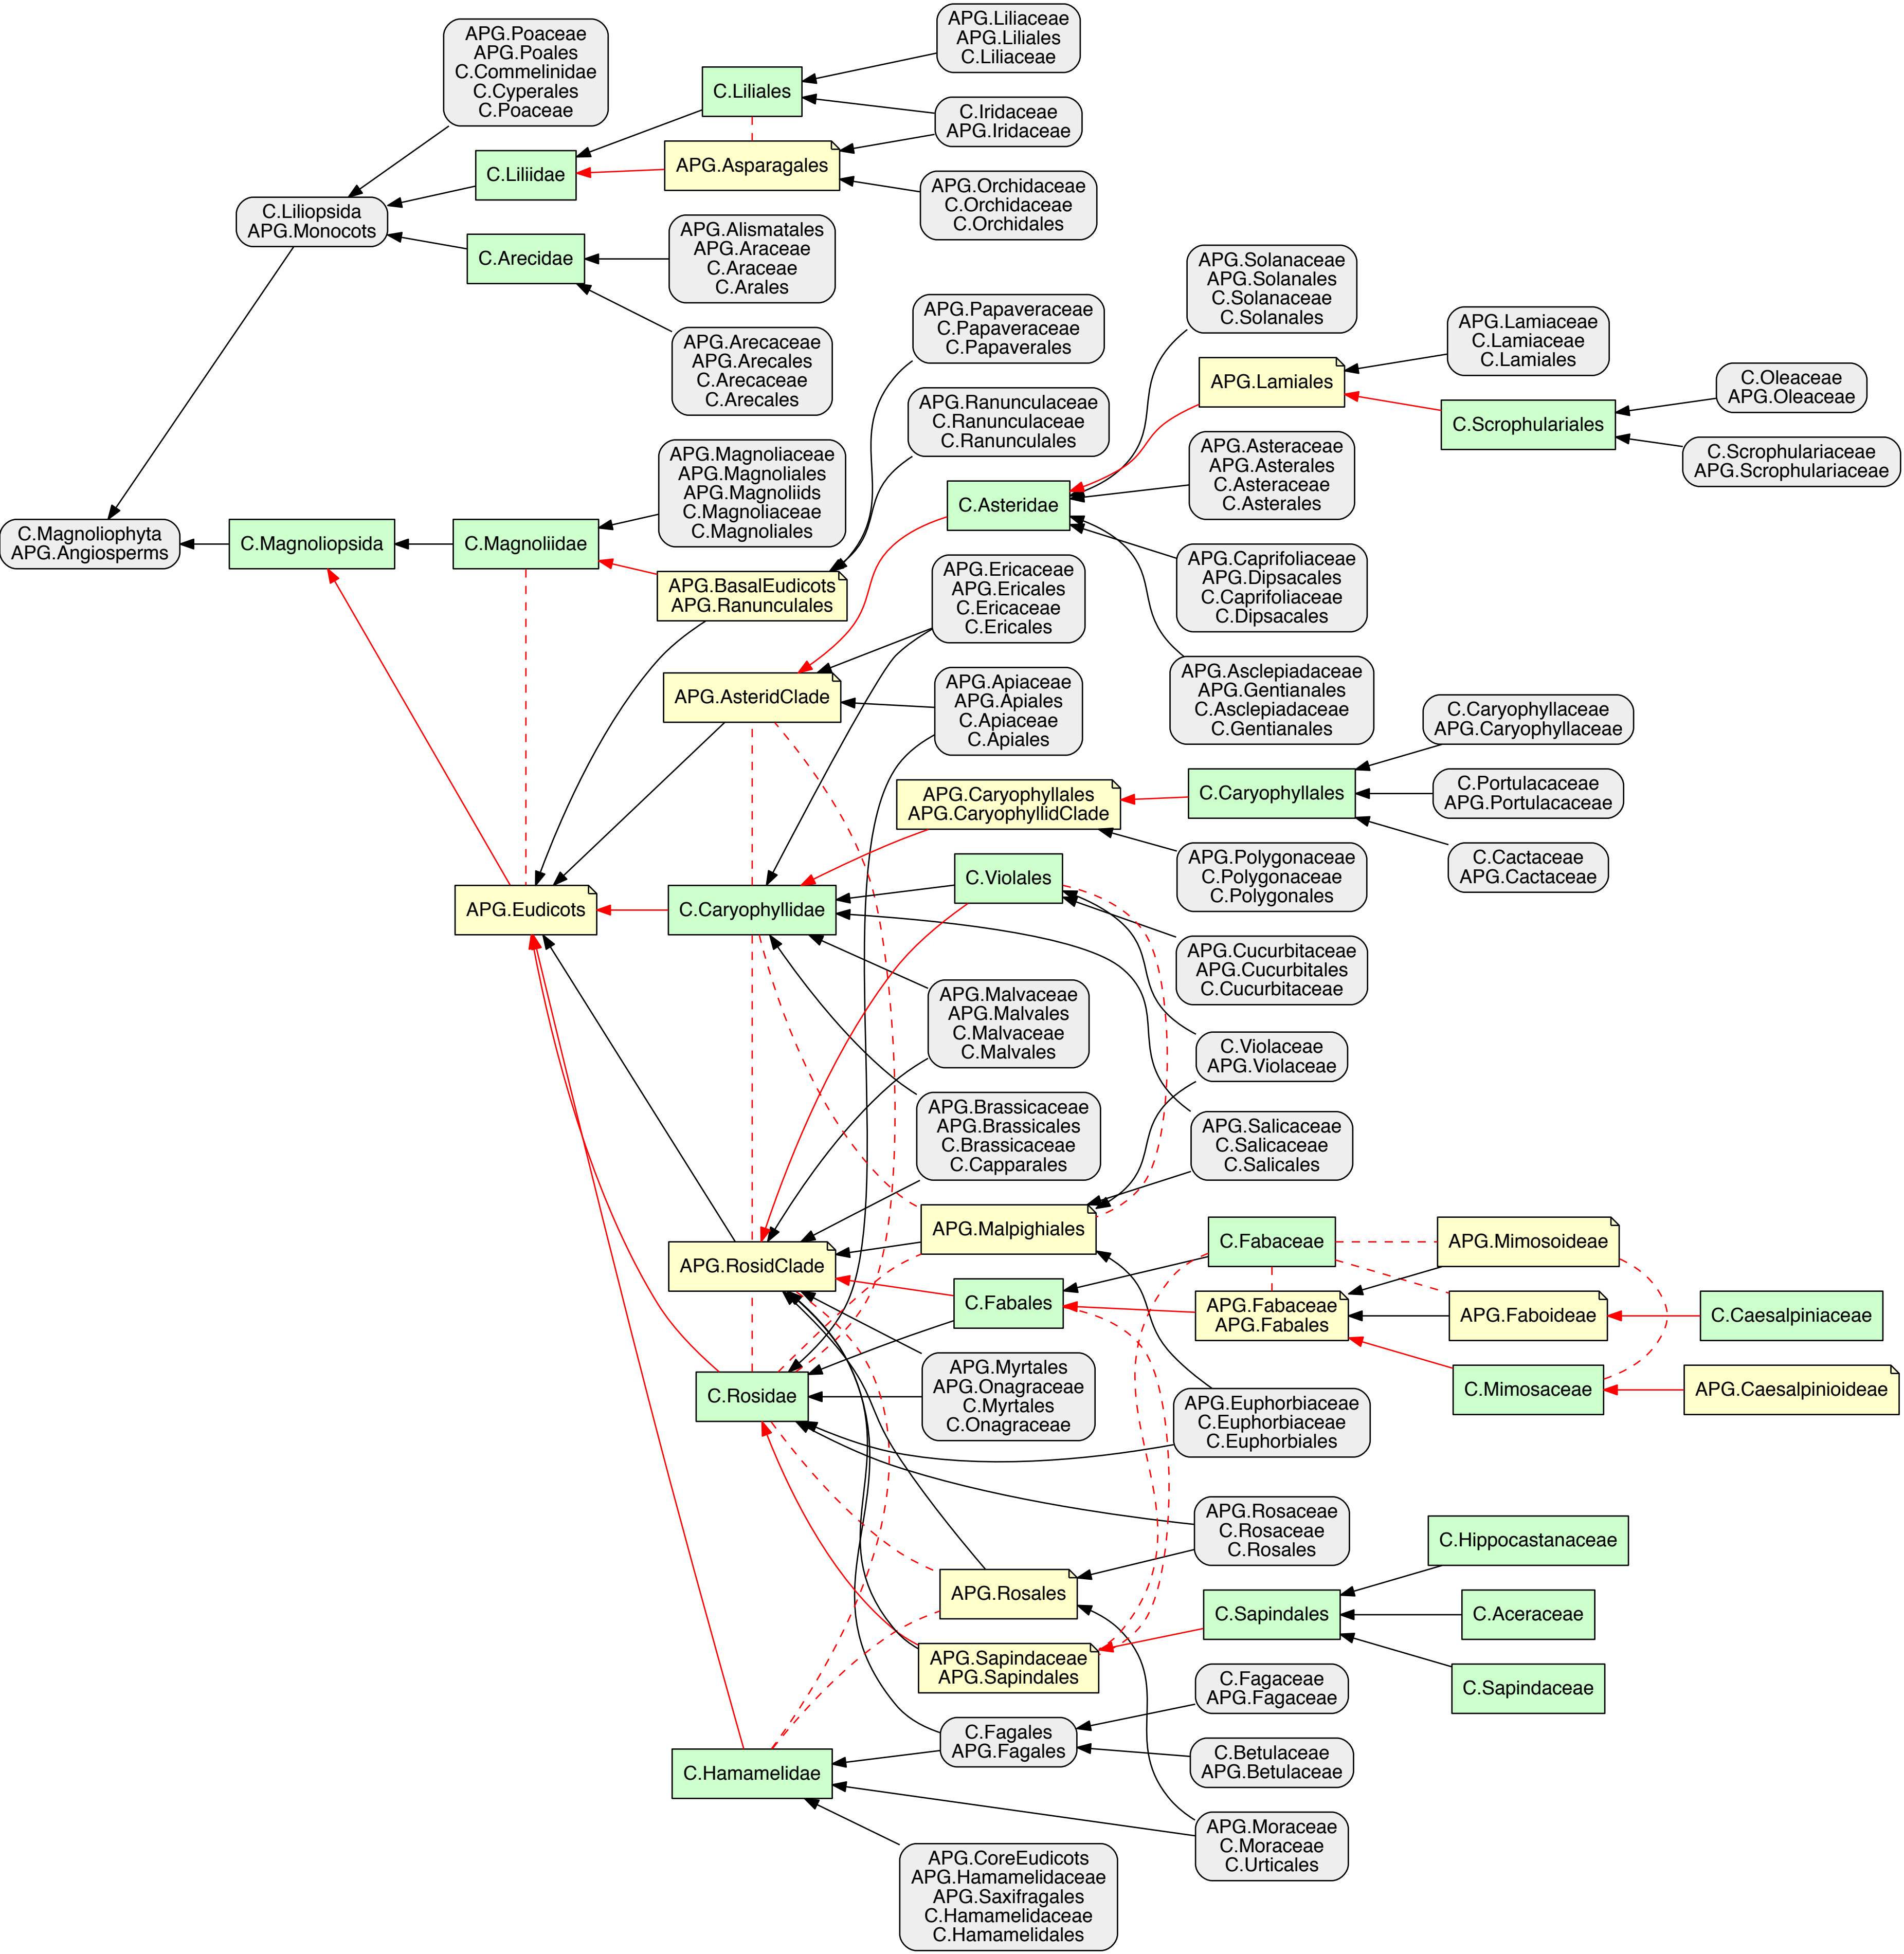 APG.Poaceae
APG.Poales
C.Commelinidae
C.Cyperales
C.Poaceae
APG.Liliaceae
APG.Liliales
C.Liliaceae
C.Liliales
C.Iridaceae
APG.Iridaceae
APG.Asparagales
C.Liliidae
APG.Orchidaceae
C.Orchidaceae
C.Orchidales
C.Liliopsida
APG.Monocots
C.Arecidae
APG.Alismatales
APG.Araceae
C.Araceae
C.Arales
APG.Arecaceae
APG.Arecales
C.Arecaceae
C.Arecales
APG.Solanaceae
APG.Solanales
C.Solanaceae
C.Solanales
APG.Papaveraceae
C.Papaveraceae
C.Papaverales
APG.Lamiaceae
C.Lamiaceae
C.Lamiales
APG.Lamiales
C.Oleaceae
APG.Oleaceae
APG.Ranunculaceae
C.Ranunculaceae
C.Ranunculales
C.Scrophulariales
C.Scrophulariaceae
APG.Scrophulariaceae
APG.Magnoliaceae
APG.Magnoliales
APG.Magnoliids
C.Magnoliaceae
C.Magnoliales
APG.Asteraceae
APG.Asterales
C.Asteraceae
C.Asterales
C.Asteridae
C.Magnoliophyta
APG.Angiosperms
C.Magnoliopsida
C.Magnoliidae
APG.BasalEudicots
APG.Ranunculales
APG.Caprifoliaceae
APG.Dipsacales
C.Caprifoliaceae
C.Dipsacales
APG.Ericaceae
APG.Ericales
C.Ericaceae
C.Ericales
APG.AsteridClade
APG.Apiaceae
APG.Apiales
C.Apiaceae
C.Apiales
APG.Asclepiadaceae
APG.Gentianales
C.Asclepiadaceae
C.Gentianales
C.Caryophyllaceae
APG.Caryophyllaceae
APG.Caryophyllales
APG.CaryophyllidClade
C.Caryophyllales
C.Portulacaceae
APG.Portulacaceae
C.Cactaceae
APG.Cactaceae
APG.Polygonaceae
C.Polygonaceae
C.Polygonales
C.Violales
APG.Eudicots
C.Caryophyllidae
APG.Cucurbitaceae
APG.Cucurbitales
C.Cucurbitaceae
APG.Malvaceae
APG.Malvales
C.Malvaceae
C.Malvales
C.Violaceae
APG.Violaceae
APG.Brassicaceae
APG.Brassicales
C.Brassicaceae
C.Capparales
APG.Salicaceae
C.Salicaceae
C.Salicales
APG.Malpighiales
C.Fabaceae
APG.Mimosoideae
APG.RosidClade
C.Fabales
APG.Fabaceae
APG.Fabales
APG.Faboideae
C.Caesalpiniaceae
C.Rosidae
APG.Myrtales
APG.Onagraceae
C.Myrtales
C.Onagraceae
C.Mimosaceae
APG.Caesalpinioideae
APG.Euphorbiaceae
C.Euphorbiaceae
C.Euphorbiales
APG.Rosaceae
C.Rosaceae
C.Rosales
C.Hippocastanaceae
APG.Rosales
C.Sapindales
C.Aceraceae
APG.Sapindaceae
APG.Sapindales
C.Sapindaceae
C.Fagaceae
APG.Fagaceae
C.Fagales
APG.Fagales
C.Betulaceae
APG.Betulaceae
C.Hamamelidae
APG.Moraceae
C.Moraceae
C.Urticales
APG.CoreEudicots
APG.Hamamelidaceae
APG.Saxifragales
C.Hamamelidaceae
C.Hamamelidales